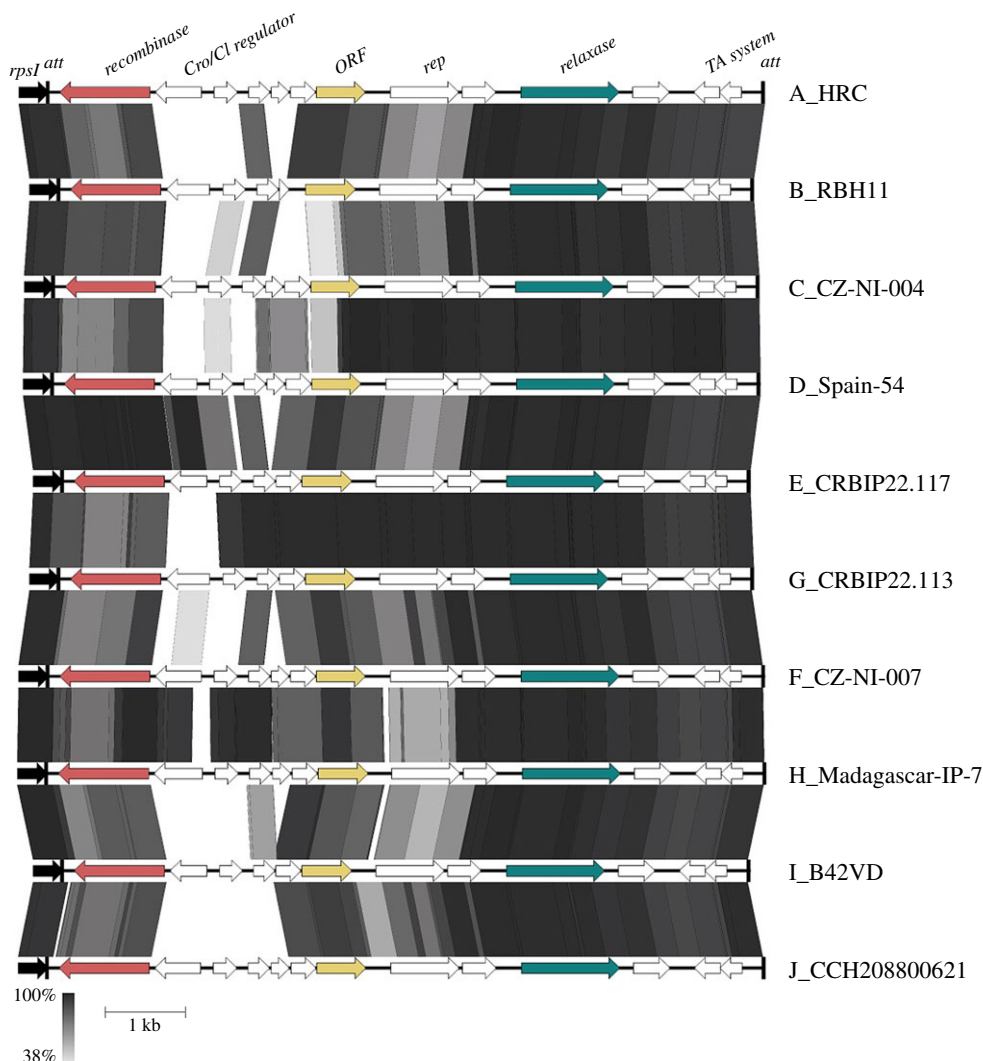 rpsI att recombinase Cro/Cl regulator ORF rep relaxase TA system att
A_HRC
B_RBH11
C_CZ-NI-004
D_Spain-54
E_CRBIP22.117
G_CRBIP22.113
F_CZ-NI-007
H_Madagascar-IP-7
I_B42VD
J_CCH208800621
100%
1 kb
38%